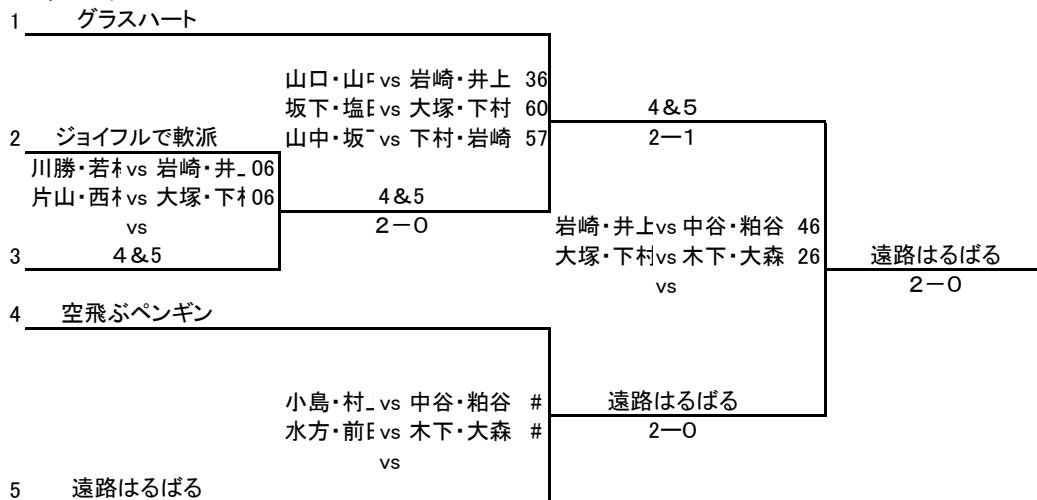 1 グラスハート
山口・山 vs 岩崎・井上 36
坂下・塩 vs 大塚・下村 60 4&5
2 ジョイフルで軟派 山中・坂 vs 下村・岩崎 57 2ー1
川勝・若 vs 岩崎・井 06
片山・西 vs 大塚・下 06 4&5
vs 2-0 岩崎・井上 vs 中谷・粕谷 46
3 4&5 大塚・下村 vs 木下・大森 26 遠路はるばる
vs 2-0
4 空飛ぶペンギン
小島・村 vs 中谷・粕谷 # 遠路はるばる
水方・前 vs 木下・大森 # 2ー0
vs
5 遠路はるばる